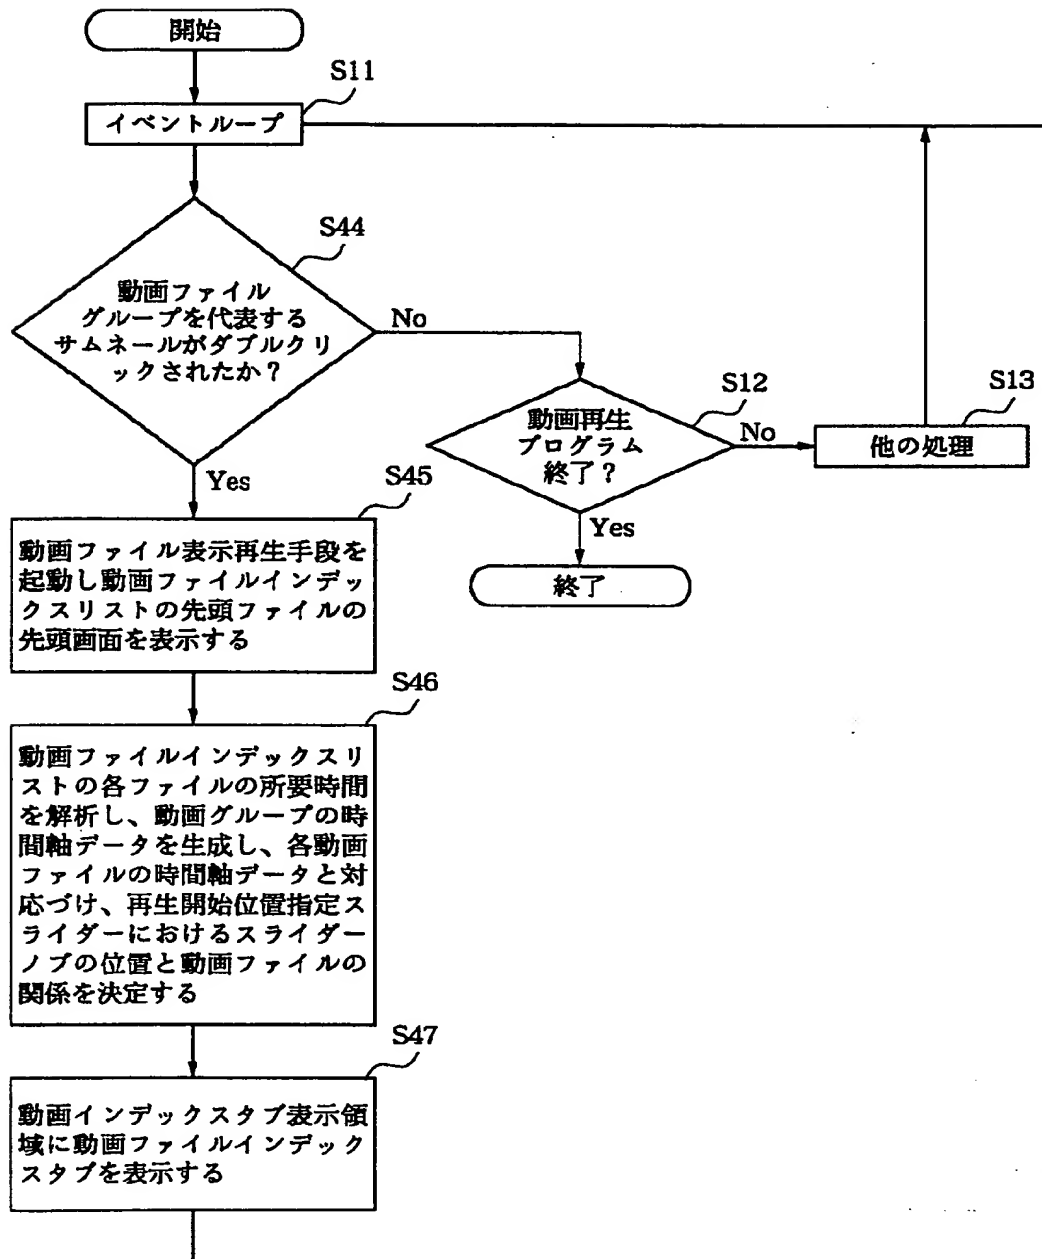 開始
S11
イベントループ
S44
動画ファイル
グループを代表する
サムネールがダブルクリ
ックされたか？
No
Yes
S12
動画再生
プログラム
終了？
No
S13
他の処理
Yes
終了
S45
動画ファイル表示再生手段を
起動し動画ファイルインデッ
クスリストの先頭ファイルの
先頭画面を表示する
S46
動画ファイルインデックスリ
ストの各ファイルの所要時間
を解析し、動画グループの時
間軸データを生成し、各動画
ファイルの時間軸データと対
応づけ、再生開始位置指定ス
ライダーにおけるスライダー
ノブの位置と動画ファイルの
関係を決定する
S47
動画インデックスタブ表示領
域に動画ファイルインデック
スタブを表示する